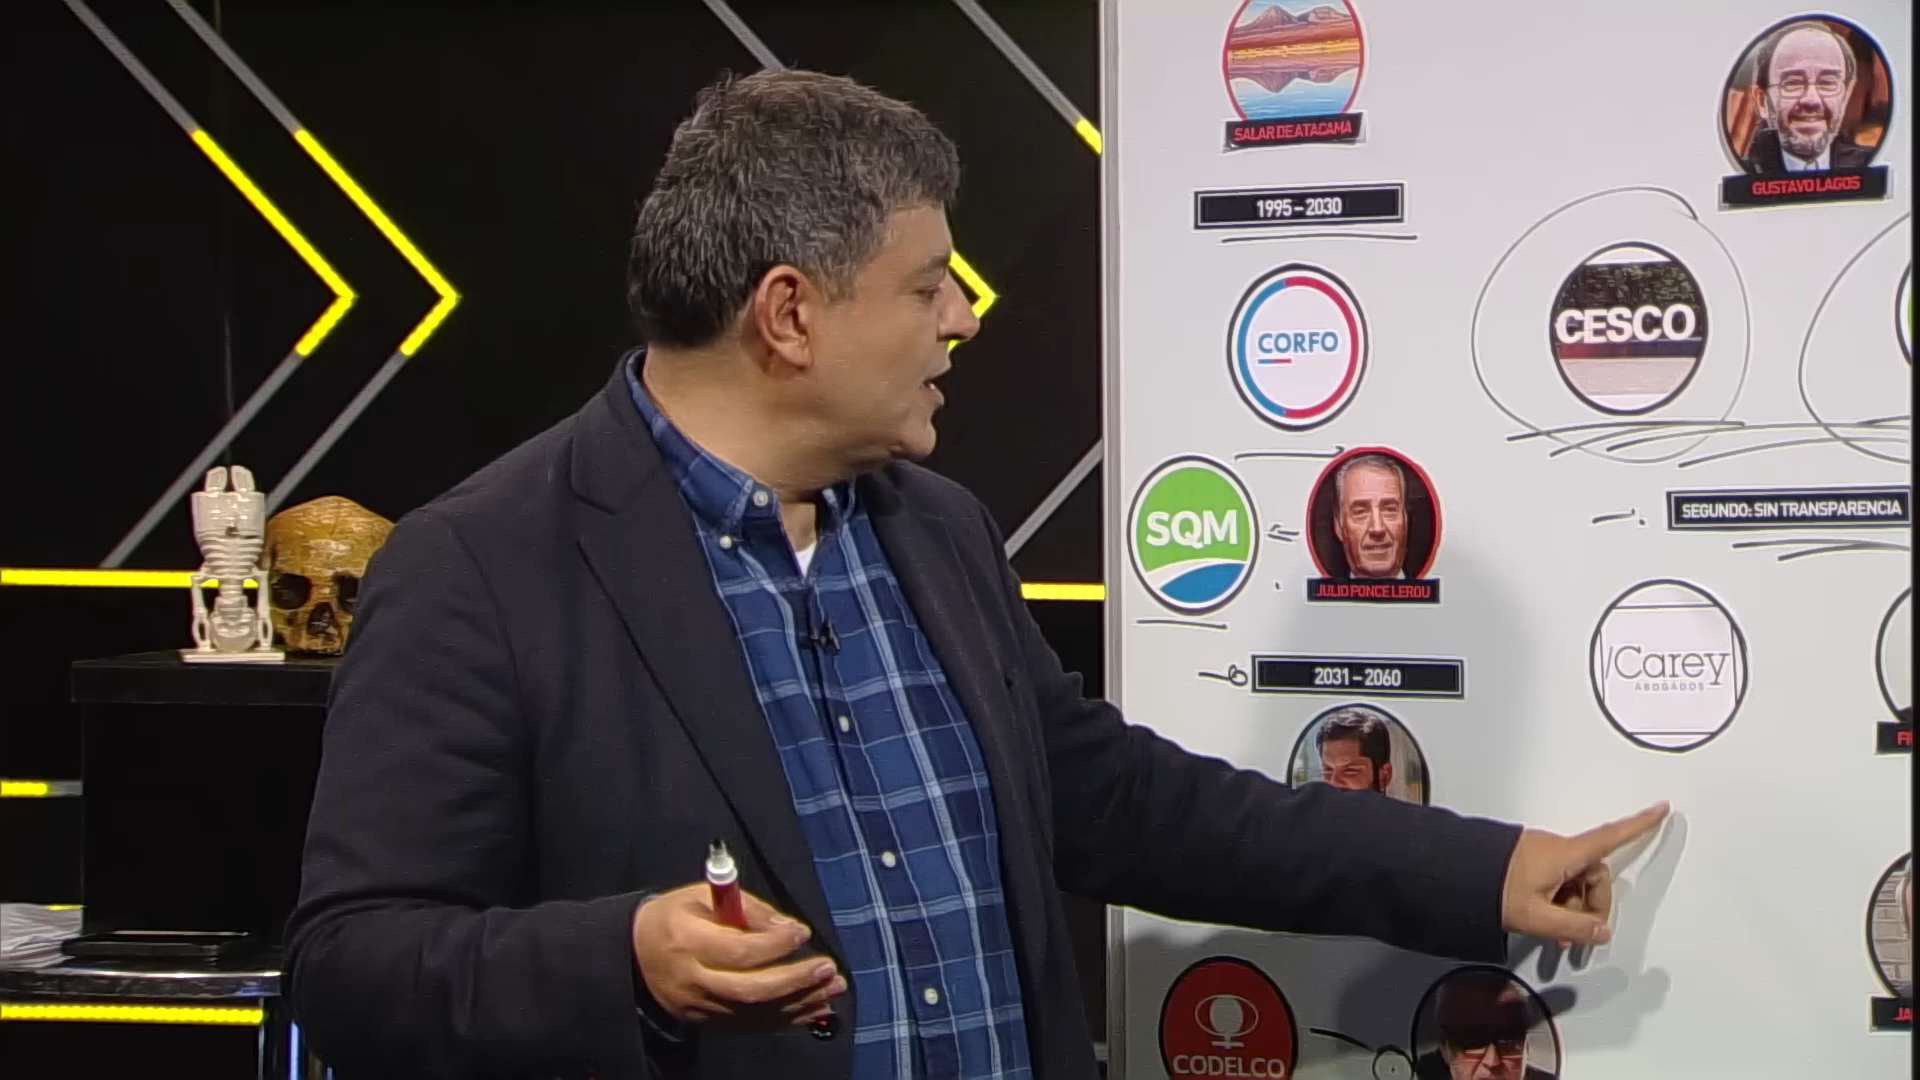 SALAR DE ATACAMA
GUSTAVO LAGOS
1995 – 2030
CORFO
CESCO
SQM
JULIO PONCE LEROU
SEGUNDO: SIN TRANSPARENCIA
/Carey
ABOGADOS
2031 – 2060
CODELCO